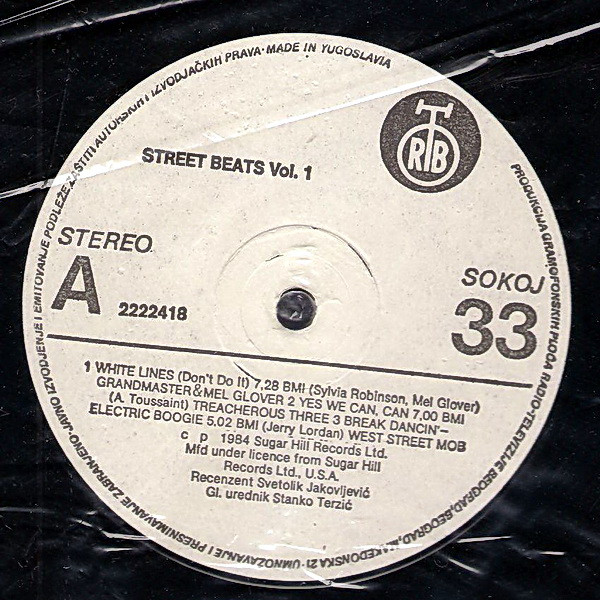 UMNOŽAVANJE I PRESNIMAVANJE ZABRANJENO·JAVNO IZVODJENJE I EMITOVANJE PODLEŽE ZAŠTITI AUTORSKIH I IZVODJAČKIH PRAVA·MADE IN YUGOSLAVIA
RTB
STREET BEATS Vol. 1
STEREO
A
2222418
SOKOJ
33
1 WHITE LINES (Don't Do It) 7,28 BMI (Sylvia Robinson, Mel Glover)
GRANDMASTER & MEL GLOVER 2 YES WE CAN, CAN 7,00 BMI
(A. Toussaint) TREACHEROUS THREE 3 BREAK DANCIN'–
ELECTRIC BOOGIE 5,02 BMI (Jerry Lordan) WEST STREET MOB
c p 1984 Sugar Hill Records Ltd.
Mfd under licence from Sugar Hill
Records Ltd., U.S.A.
Recenzent Svetolik Jakovljević
Gl. urednik Stanko Terzić
PRODUKCIJA GRAMOFONSKIH PLOČA RADIO-TELEVIZIJE BEOGRAD, BEOGRAD, MAKEDONSKA 21·